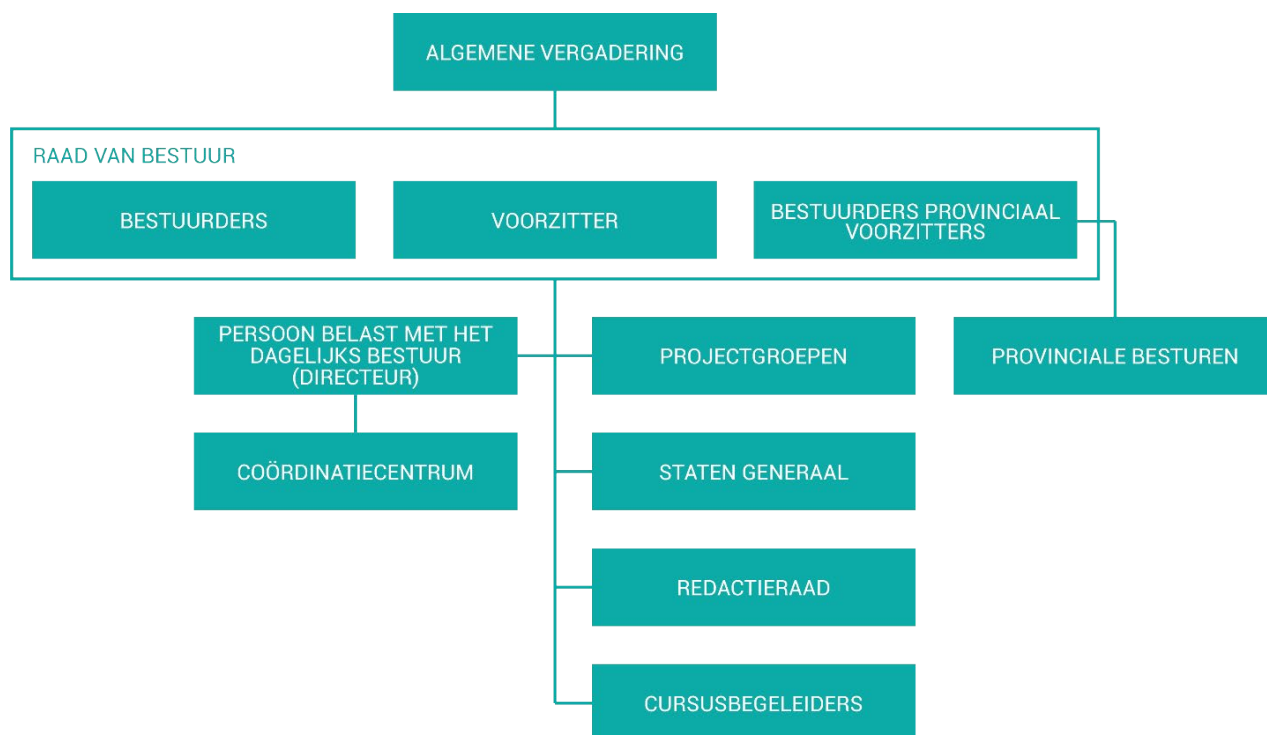 ALGEMENE VERGADERING
RAAD VAN BESTUUR
BESTUURDERS
VOORZITTER
BESTUURDERS PROVINCIAAL
VOORZITTERS
PERSOON BELAST MET HET
DAGELIJKS BESTUUR
(DIRECTEUR)
PROJECTGROEPEN
PROVINCIALE BESTUREN
COÖRDINATIECENTRUM
STATEN GENERAAL
REDACTIERAAD
CURSUSBEGELEIDERS